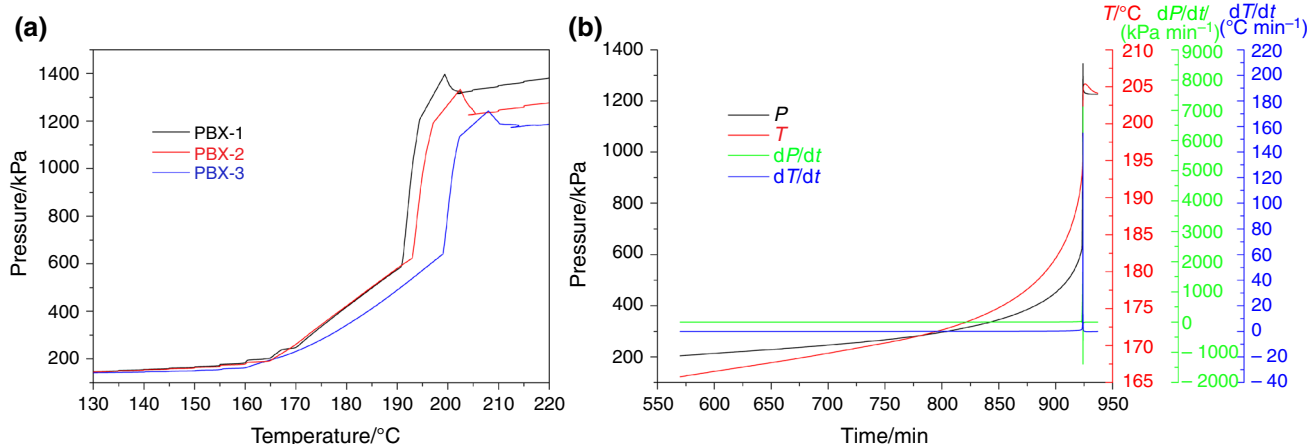 (a)
Pressure/kPa
1400
1200
1000
800
600
400
200
PBX-1
PBX-2
PBX-3
130 140 150 160 170 180 190 200 210 220
Temperature/°C
(b)
T/°C dP/dt/ dT/dt
(kPa min⁻¹) (°C min⁻¹)
Pressure/kPa
1400
1200
1000
800
600
400
200
P
T
dP/dt
dT/dt
550 600 650 700 750 800 850 900 950
Time/min
210
205
200
195
190
185
180
175
170
165
9000
8000
7000
6000
5000
4000
3000
2000
1000
0
−1000
−2000
220
200
180
160
140
120
100
80
60
40
20
0
−20
−40